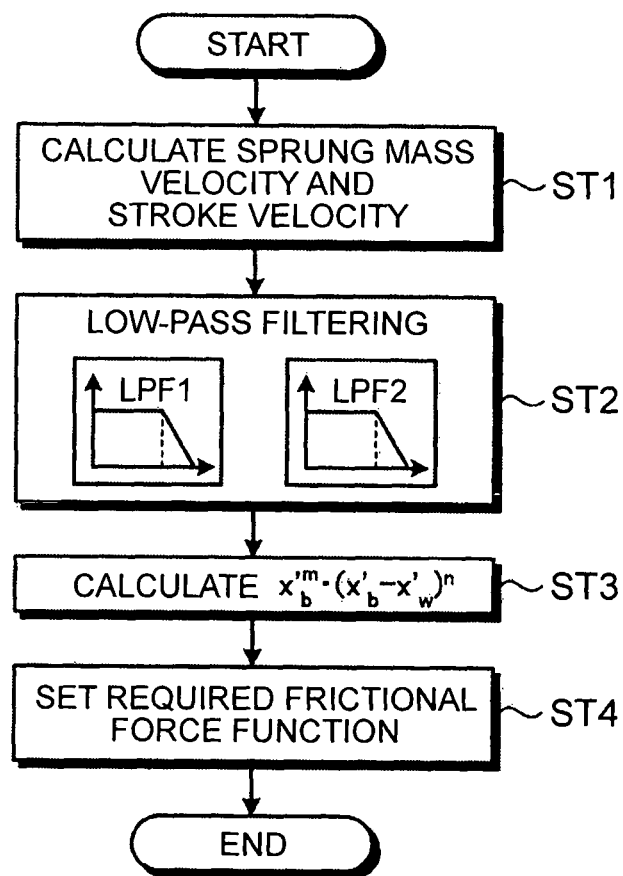 START
CALCULATE SPRUNG MASS
VELOCITY AND
STROKE VELOCITY
ST1
LOW-PASS FILTERING
LPF1
LPF2
ST2
CALCULATE x'ᵐb·(x'b−x'w)ⁿ
ST3
SET REQUIRED FRICTIONAL
FORCE FUNCTION
ST4
END